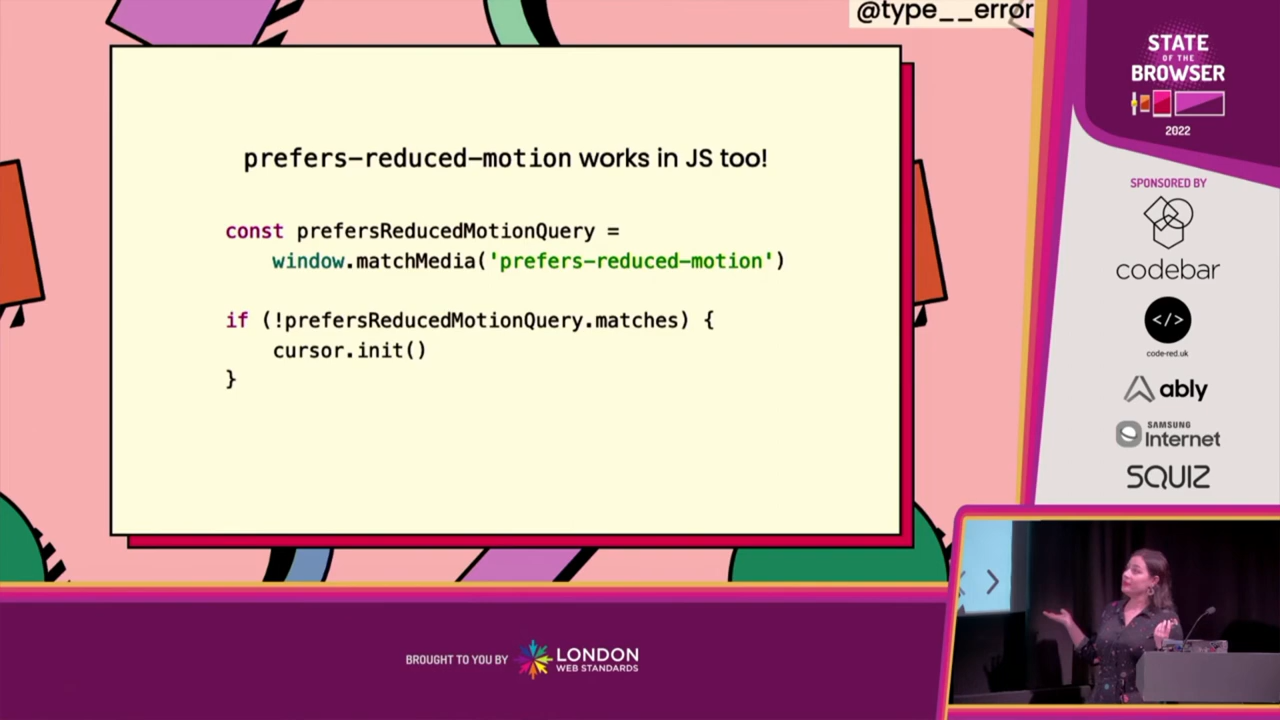 @type__error
prefers-reduced-motion works in JS too!
const prefersReducedMotionQuery =
window.matchMedia('prefers-reduced-motion')
if (!prefersReducedMotionQuery.matches) {
cursor.init()
}
STATE
OF THE
BROWSER
2022
SPONSORED BY
codebar
</>
code-red.uk
ably
SAMSUNG
Internet
SQUIZ
BROUGHT TO YOU BY
LONDON
WEB STANDARDS